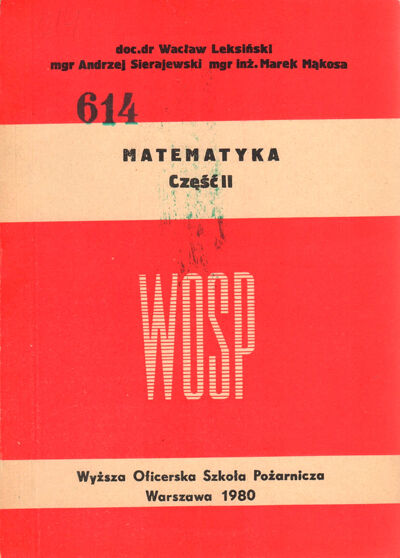 614
doc.dr Wacław Leksiński
mgr Andrzej Sierajewski mgr inż. Marek Mąkosa
614
MATEMATYKA
Część II
WOSP
Wyższa Oficerska Szkoła Pożarnicza
Warszawa 1980